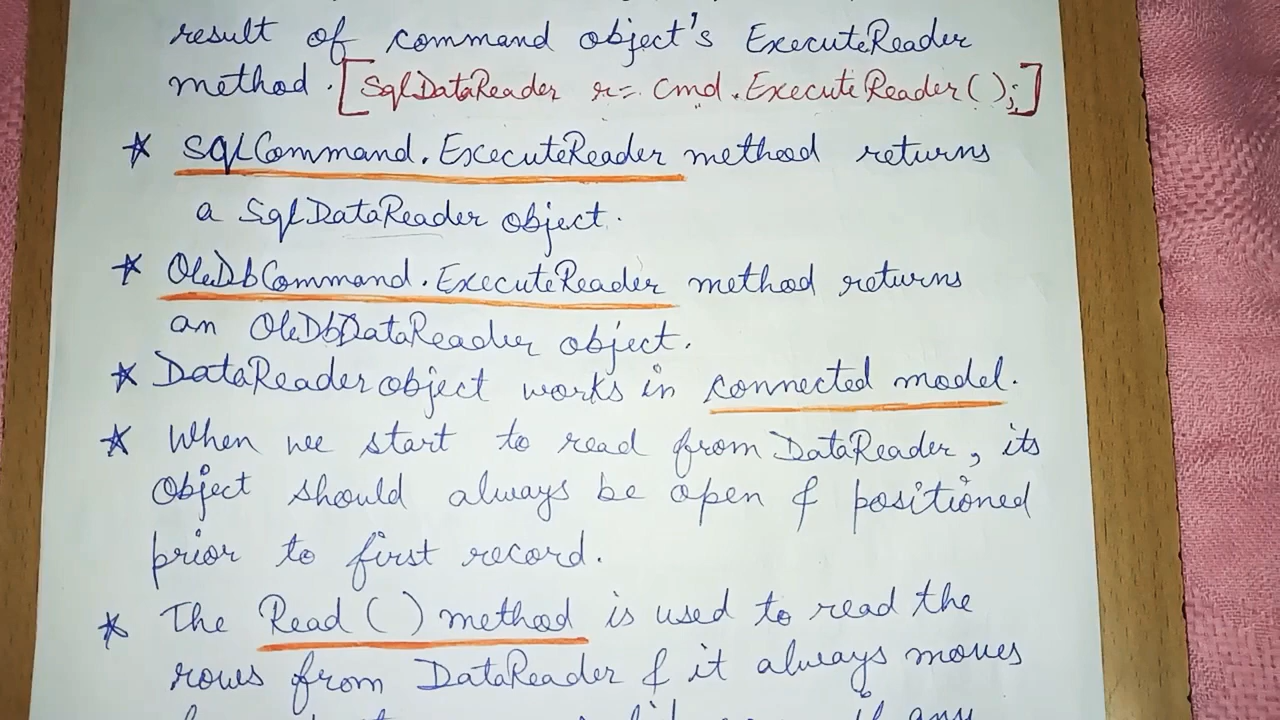 result of command object's ExecuteReader
method. [SqlDataReader r= Cmd.ExecuteReader();]
* SqlCommand.ExecuteReader method returns
a SqlDataReader object.
* OleDbCommand.ExecuteReader method returns
an OleDbDataReader object.
* DataReader object works in connected model.
* When we start to read from DataReader, its
Object should always be open & positioned
prior to first record.
* The Read() method is used to read the
rows from DataReader & it always moves
if any